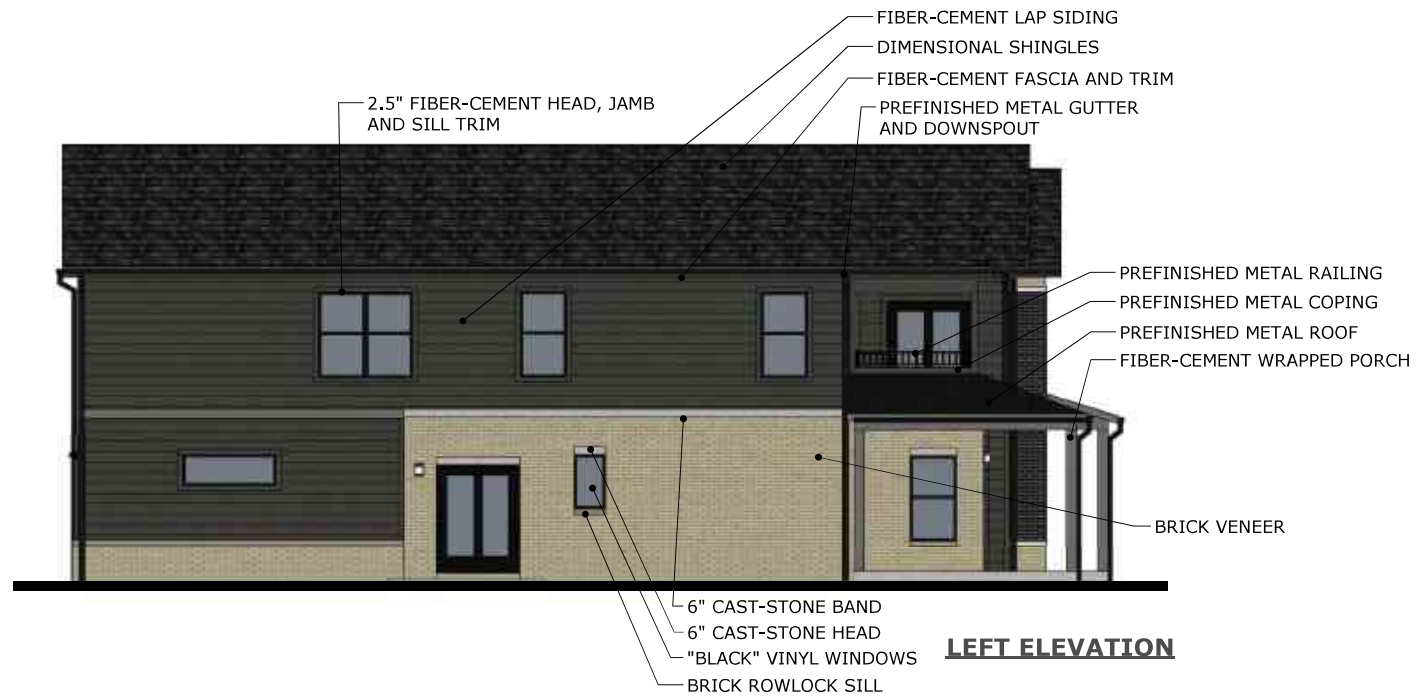 FIBER-CEMENT LAP SIDING
DIMENSIONAL SHINGLES
FIBER-CEMENT FASCIA AND TRIM
2.5" FIBER-CEMENT HEAD, JAMB
AND SILL TRIM
PREFINISHED METAL GUTTER
AND DOWNSPOUT
PREFINISHED METAL RAILING
PREFINISHED METAL COPING
PREFINISHED METAL ROOF
FIBER-CEMENT WRAPPED PORCH
BRICK VENEER
6" CAST-STONE BAND
6" CAST-STONE HEAD
"BLACK" VINYL WINDOWS
BRICK ROWLOCK SILL
LEFT ELEVATION